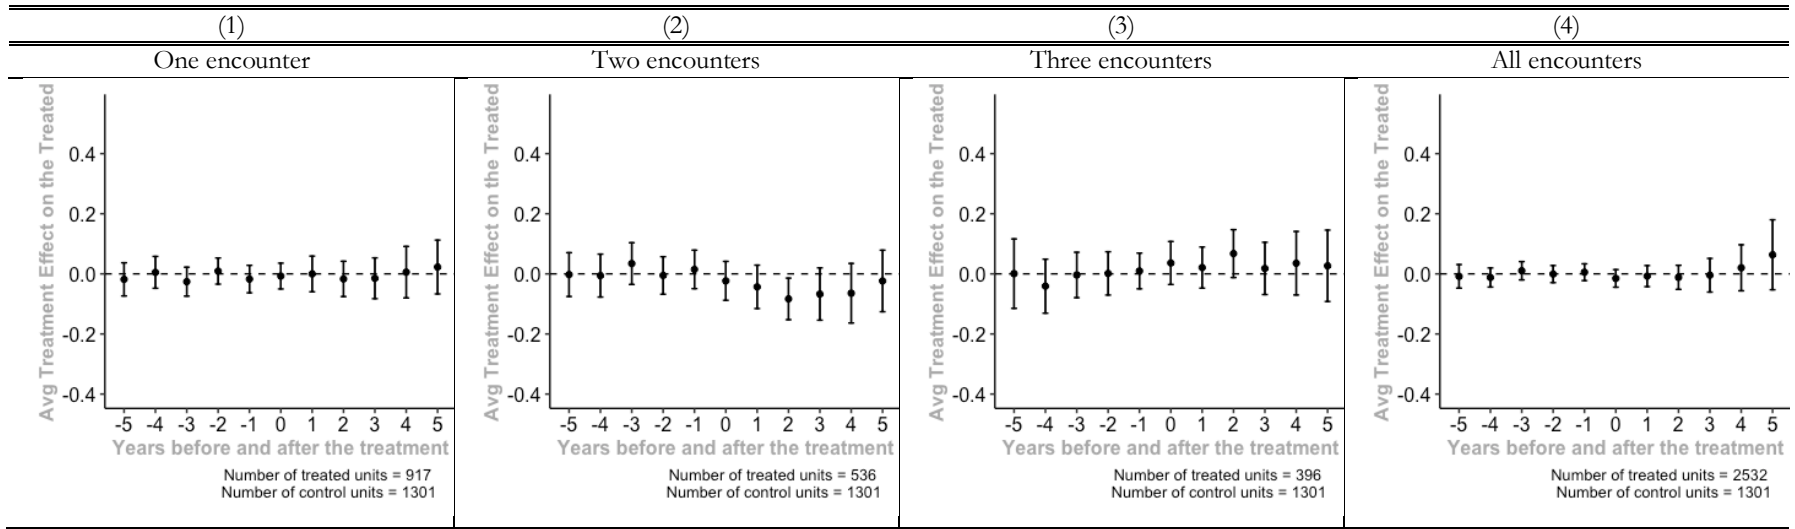 (1) (2) (3) (4)
One encounter Two encounters Three encounters All encounters
Avg Treatment Effect on the Treated
0.4
0.2
0.0
-0.2
-0.4
-5 -4 -3 -2 -1 0 1 2 3 4 5
Years before and after the treatment
Number of treated units = 917
Number of control units = 1301
Avg Treatment Effect on the Treated
0.4
0.2
0.0
-0.2
-0.4
-5 -4 -3 -2 -1 0 1 2 3 4 5
Years before and after the treatment
Number of treated units = 536
Number of control units = 1301
Avg Treatment Effect on the Treated
0.4
0.2
0.0
-0.2
-0.4
-5 -4 -3 -2 -1 0 1 2 3 4 5
Years before and after the treatment
Number of treated units = 396
Number of control units = 1301
Avg Treatment Effect on the Treated
0.4
0.2
0.0
-0.2
-0.4
-5 -4 -3 -2 -1 0 1 2 3 4 5
Years before and after the treatment
Number of treated units = 2532
Number of control units = 1301